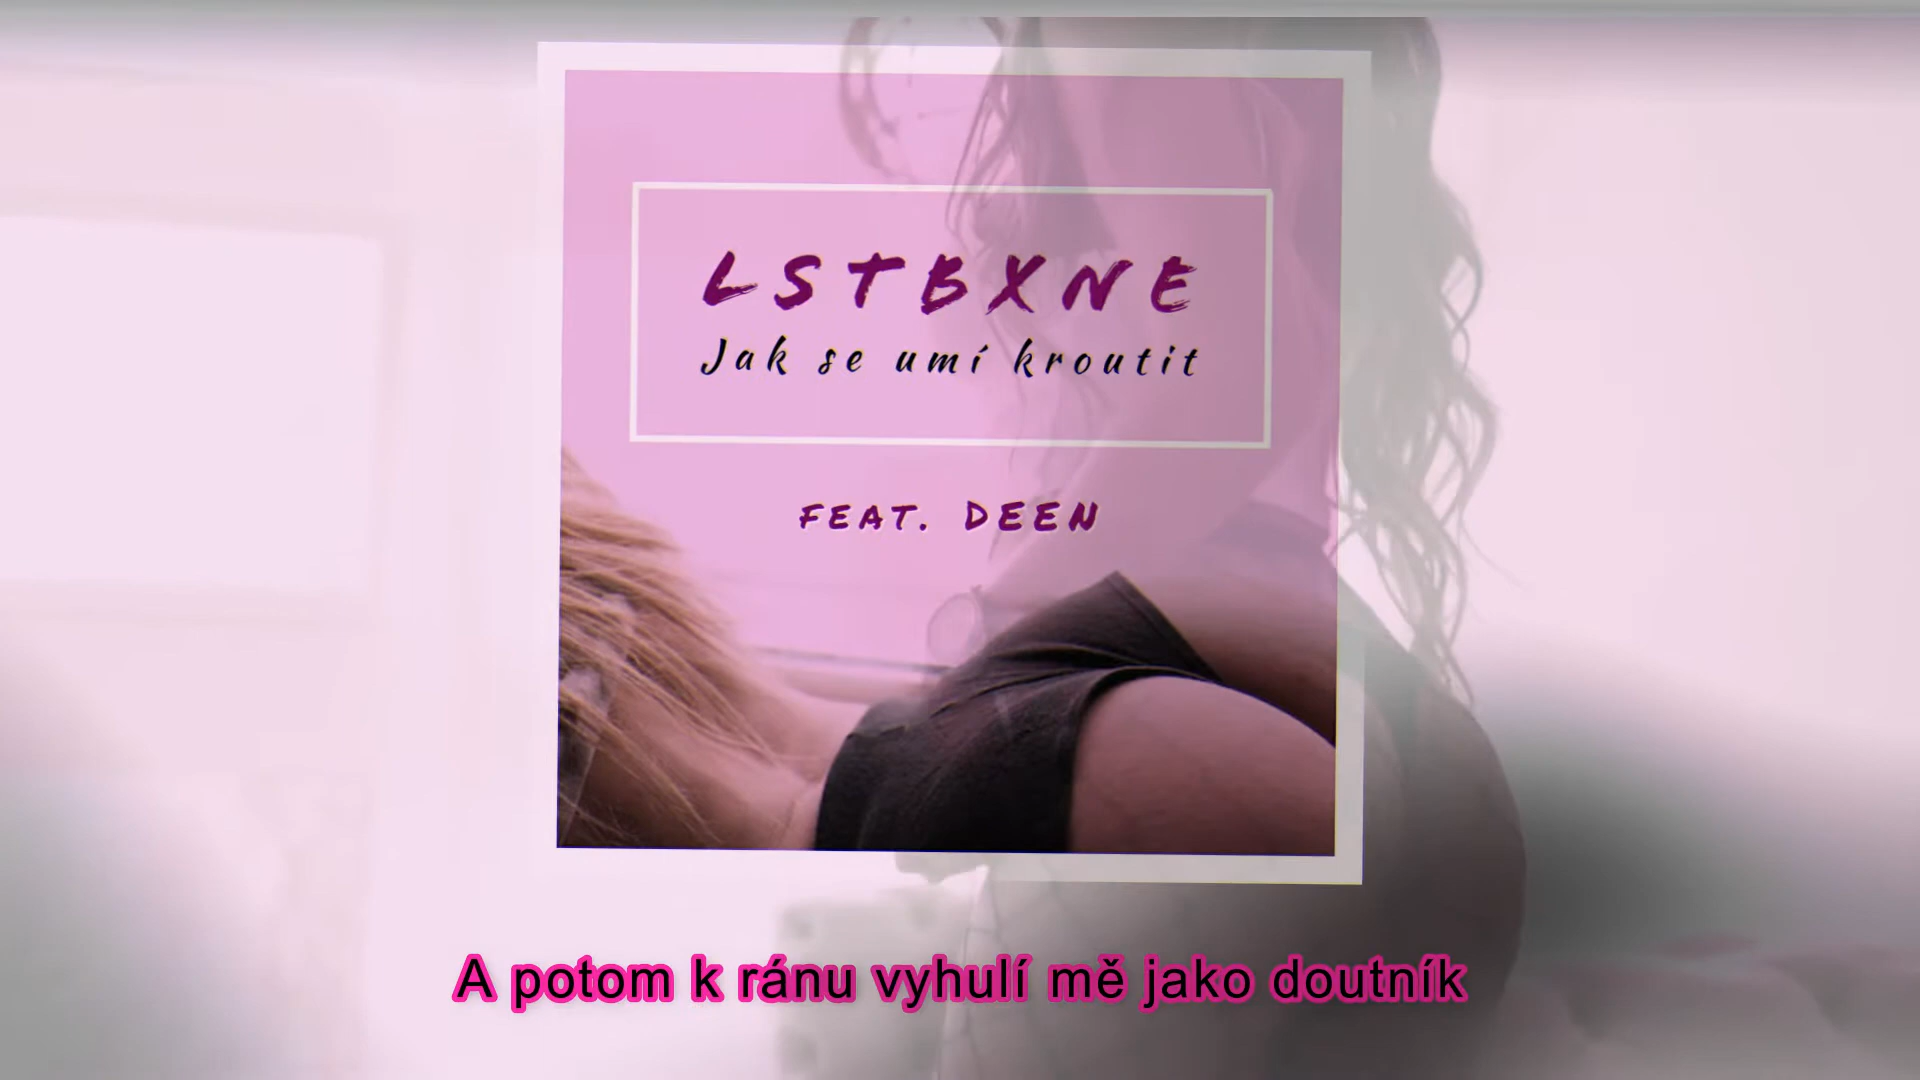 LSTBXNE
Jak se umí kroutit
FEAT. DEEN
A potom k ránu vyhulí mě jako doutník